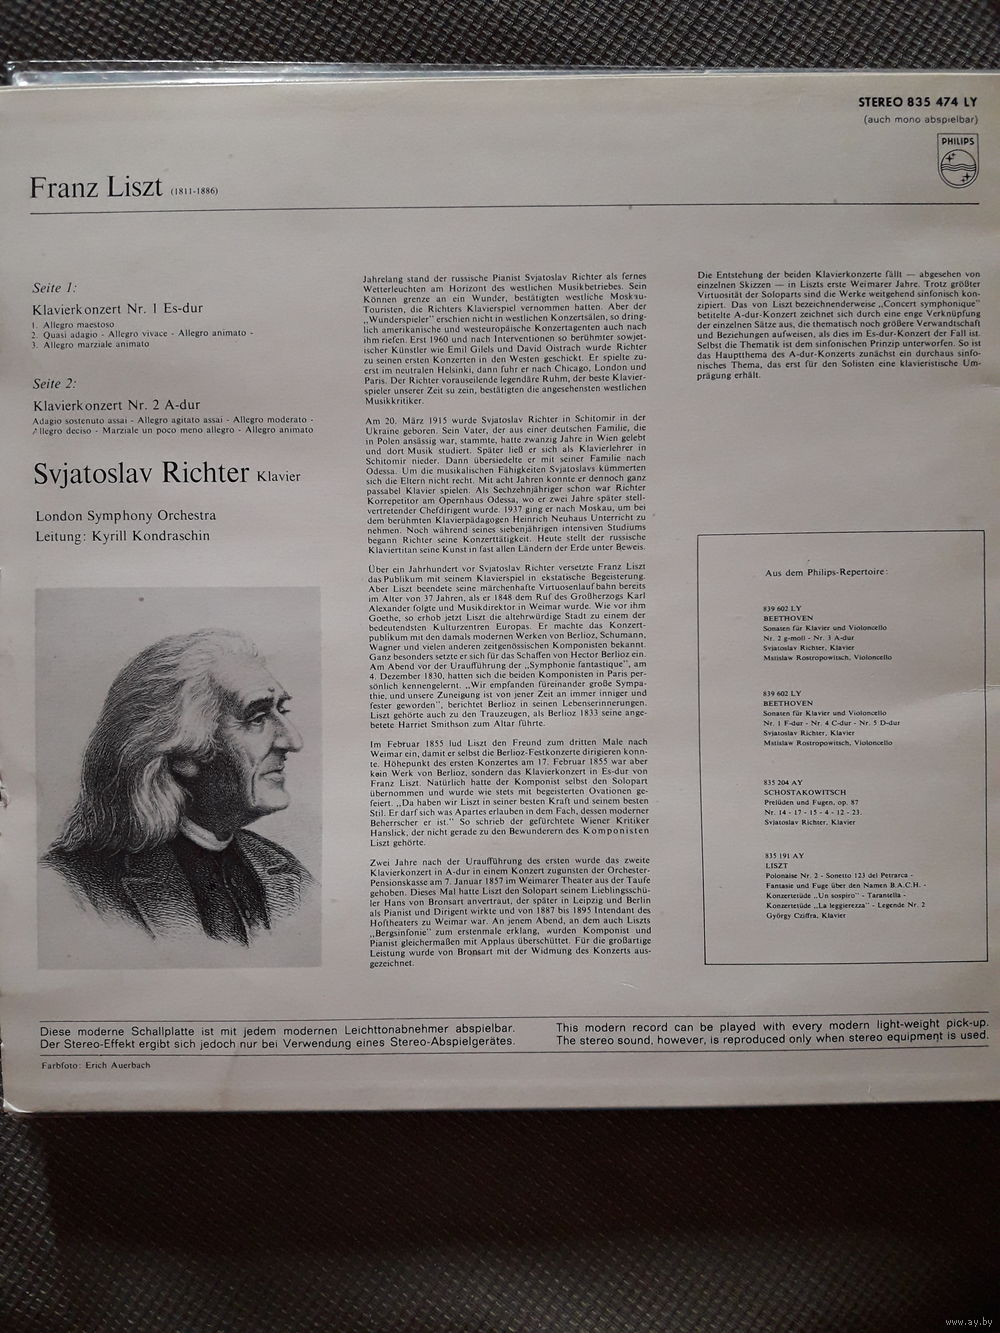 STEREO 835 474 LY
(auch mono abspielbar)
PHILIPS
Franz Liszt (1811-1886)
Seite 1:
Klavierkonzert Nr. 1 Es-dur
1. Allegro maestoso
2. Quasi adagio - Allegro vivace - Allegro animato -
3. Allegro marziale animato
Seite 2:
Klavierkonzert Nr. 2 A-dur
Adagio sostenuto assai - Allegro agitato assai - Allegro moderato -
Allegro deciso - Marziale un poco meno allegro - Allegro animato
Svjatoslav Richter Klavier
London Symphony Orchestra
Leitung: Kyrill Kondraschin
Jahrelang stand der russische Pianist Svjatoslav Richter als fernes
Wetterleuchten am Horizont des westlichen Musikbetriebes. Sein
Können grenze an ein Wunder, bestätigten westliche Moskau-
Touristen, die Richters Klavierspiel vernommen hatten. Aber der
„Wunderspieler" erschien nicht in westlichen Konzertsälen, so dring-
lich amerikanische und westeuropäische Konzertagenten auch nach
ihm riefen. Erst 1960 und nach Interventionen so berühmter sowjet-
ischer Künstler wie Emil Gilels und David Oistrach wurde Richter
zu seinen ersten Konzerten in den Westen geschickt. Er spielte zu-
erst im neutralen Helsinki, dann fuhr er nach Chicago, London und
Paris. Der Richter vorauseilende legendäre Ruhm, der beste Klavier-
spieler unserer Zeit su zein, bestätigten die angesehensten westlichen
Musikkritiker.
Am 20. März 1915 wurde Svjatoslav Richter in Schitomir in der
Ukraine geboren. Sein Vater, der aus einer deutschen Familie, die
in Polen ansässig war, stammte, hatte zwanzig Jahre in Wien gelebt
und dort Musik studiert. Später ließ er sich als Klavierlehrer in
Schitomir nieder. Dann übersiedelte er mit seiner Familie nach
Odessa. Um die musikalischen Fähigkeiten Svjatoslavs kümmerten
sich die Eltern nicht recht. Mit acht Jahren konnte er dennoch ganz
passabel Klavier spielen. Als Sechzehnjähriger schon war Richter
Korrepetitor am Opernhaus Odessa, wo er zwei Jahre später stell-
vertretender Chefdirigent wurde. 1937 ging er nach Moskau, um bei
dem berühmten Klavierpädagogen Heinrich Neuhaus Unterricht zu
nehmen. Noch während seines siebenjährigen intensiven Studiums
begann Richter seine Konzerttätigkeit. Heute stellt der russische
Klaviertitan seine Kunst in fast allen Ländern der Erde unter Beweis.
Über ein Jahrhundert vor Svjatoslav Richter versetzte Franz Liszt
das Publikum mit seinem Klavierspiel in ekstatische Begeisterung.
Aber Liszt beendete seine märchenhafte Virtuosenlaufbahn bereits
im Alter von 37 Jahren, als er 1848 dem Ruf des Großherzogs Karl
Alexander folgte und Musikdirektor in Weimar wurde. Wie vor ihm
Goethe, so erhob jetzt Liszt die altehrwürdige Stadt zu einem der
bedeutendsten Kulturzentren Europas. Er machte das Konzert-
publikum mit den damals modernen Werken von Berlioz, Schumann,
Wagner und vielen anderen zeitgenössischen Komponisten bekannt.
Ganz besonders setzte er sich für das Schaffen von Hector Berlioz ein.
Am Abend vor der Uraufführung der „Symphonie fantastique", am
4. Dezember 1830, hatten sich die beiden Komponisten in Paris per-
sönlich kennengelernt. „Wir empfanden füreinander große Sympa-
thie, und unsere Zuneigung ist von jener Zeit an immer inniger und
fester geworden", berichtet Berlioz in seinen Lebenserinnerungen.
Liszt gehörte auch zu den Trauzeugen, als Berlioz 1833 seine ange-
betete Harriet Smithson zum Altar führte.
Im Februar 1855 lud Liszt den Freund zum dritten Male nach
Weimar ein, damit er selbst die Berlioz-Festkonzerte dirigieren konn-
te. Höhepunkt des ersten Konzertes am 17. Februar 1855 war aber
kein Werk von Berlioz, sondern das Klavierkonzert in Es-dur von
Franz Liszt. Natürlich hatte der Komponist selbst den Solopart
übernommen und wurde wie stets mit begeisterten Ovationen ge-
feiert. „Da haben wir Liszt in seiner besten Kraft und seinem besten
Stil. Er darf sich was Apartes erlauben in dem Fach, dessen moderner
Beherrscher er ist." So schrieb der gefürchtete Wiener Kritiker
Hanslick, der nicht gerade zu den Bewunderern des Komponisten
Liszt gehörte.
Zwei Jahre nach der Uraufführung des ersten wurde das zweite
Klavierkonzert in A-dur in einem Konzert zugunsten der Orchester-
Pensionskasse am 7. Januar 1857 im Weimarer Theater aus der Taufe
gehoben. Dieses Mal hatte Liszt den Solopart seinem Lieblingsschü-
ler Hans von Bronsart anvertraut, der später in Leipzig und Berlin
als Pianist und Dirigent wirkte und von 1887 bis 1895 Intendant des
Hoftheaters zu Weimar war. An jenem Abend, an dem auch Liszts
„Bergsinfonie" zum erstenmale erklang, wurden Komponist und
Pianist gleichermaßen mit Applaus überschüttet. Für die großartige
Leistung wurde von Bronsart mit der Widmung des Konzerts aus-
gezeichnet.
Die Entstehung der beiden Klavierkonzerte fällt — abgesehen von
einzelnen Skizzen — in Liszts erste Weimarer Jahre. Trotz größter
Virtuosität der Soloparts sind die Werke weitgehend sinfonisch kon-
zipiert. Das von Liszt bezeichnenderweise „Concert symphonique"
betitelte A-dur-Konzert zeichnet sich durch eine enge Verknüpfung
der einzelnen Sätze aus, die thematisch noch größere Verwandtschaft
und Beziehungen aufweisen, als dies im Es-dur-Konzert der Fall ist.
Selbst die Thematik ist dem sinfonischen Prinzip unterworfen. So ist
das Hauptthema des A-dur-Konzerts zunächst ein durchaus sinfo-
nisches Thema, das erst für den Solisten eine klavieristische Um-
prägung erhält.
Aus dem Philips-Repertoire:
839 602 LY
BEETHOVEN
Sonaten für Klavier und Violoncello
Nr. 2 g-moll - Nr. 3 A-dur
Svjatoslav Richter, Klavier
Mstislav Rostropowitsch, Violoncello
839 602 LY
BEETHOVEN
Sonaten für Klavier und Violoncello
Nr. 1 F-dur - Nr. 4 C-dur - Nr. 5 D-dur
Svjatoslav Richter, Klavier
Mstislav Rostropowitsch, Violoncello
835 204 AY
SCHOSTAKOWITSCH
Prelüden und Fugen, op. 87
Nr. 14 - 17 - 15 - 4 - 12 - 23.
Svjatoslav Richter, Klavier
835 191 AY
LISZT
Polonaise Nr. 2 - Sonetto 123 del Petrarca -
Fantasie und Fuge über den Namen B.A.C.H. -
Konzertetüde „Un sospiro" - Tarantella -
Konzertetüde „La leggierezza" - Legende Nr. 2
György Cziffra, Klavier
Diese moderne Schallplatte ist mit jedem modernen Leichttonabnehmer abspielbar.
Der Stereo-Effekt ergibt sich jedoch nur bei Verwendung eines Stereo-Abspielgerätes.
This modern record can be played with every modern light-weight pick-up.
The stereo sound, however, is reproduced only when stereo equipment is used.
Farbfoto: Erich Auerbach
www.ay.by